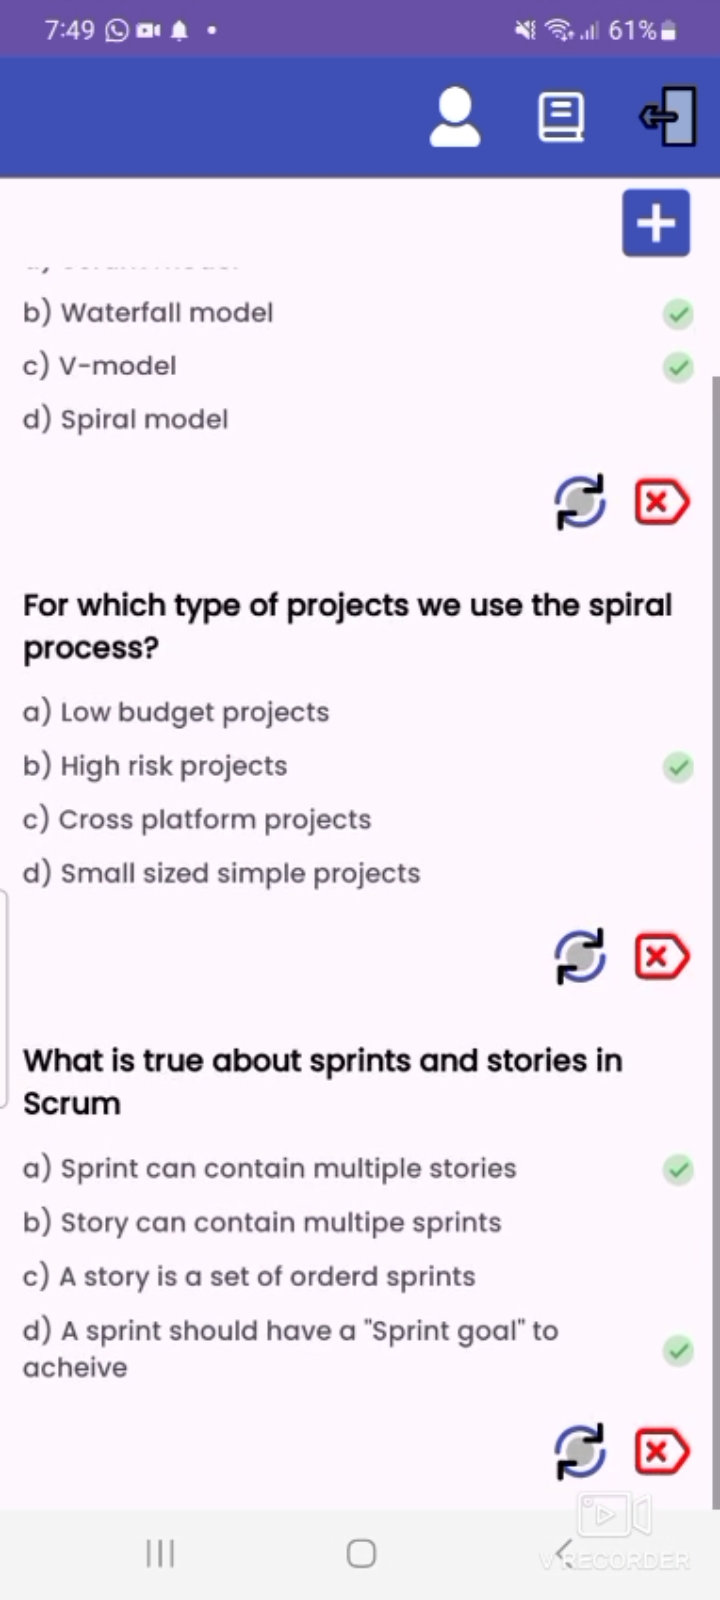 7:49
61%
b) Waterfall model
c) V-model
d) Spiral model
For which type of projects we use the spiral
process?
a) Low budget projects
b) High risk projects
c) Cross platform projects
d) Small sized simple projects
What is true about sprints and stories in
Scrum
a) Sprint can contain multiple stories
b) Story can contain multipe sprints
c) A story is a set of orderd sprints
d) A sprint should have a "Sprint goal" to
acheive
V RECORDER